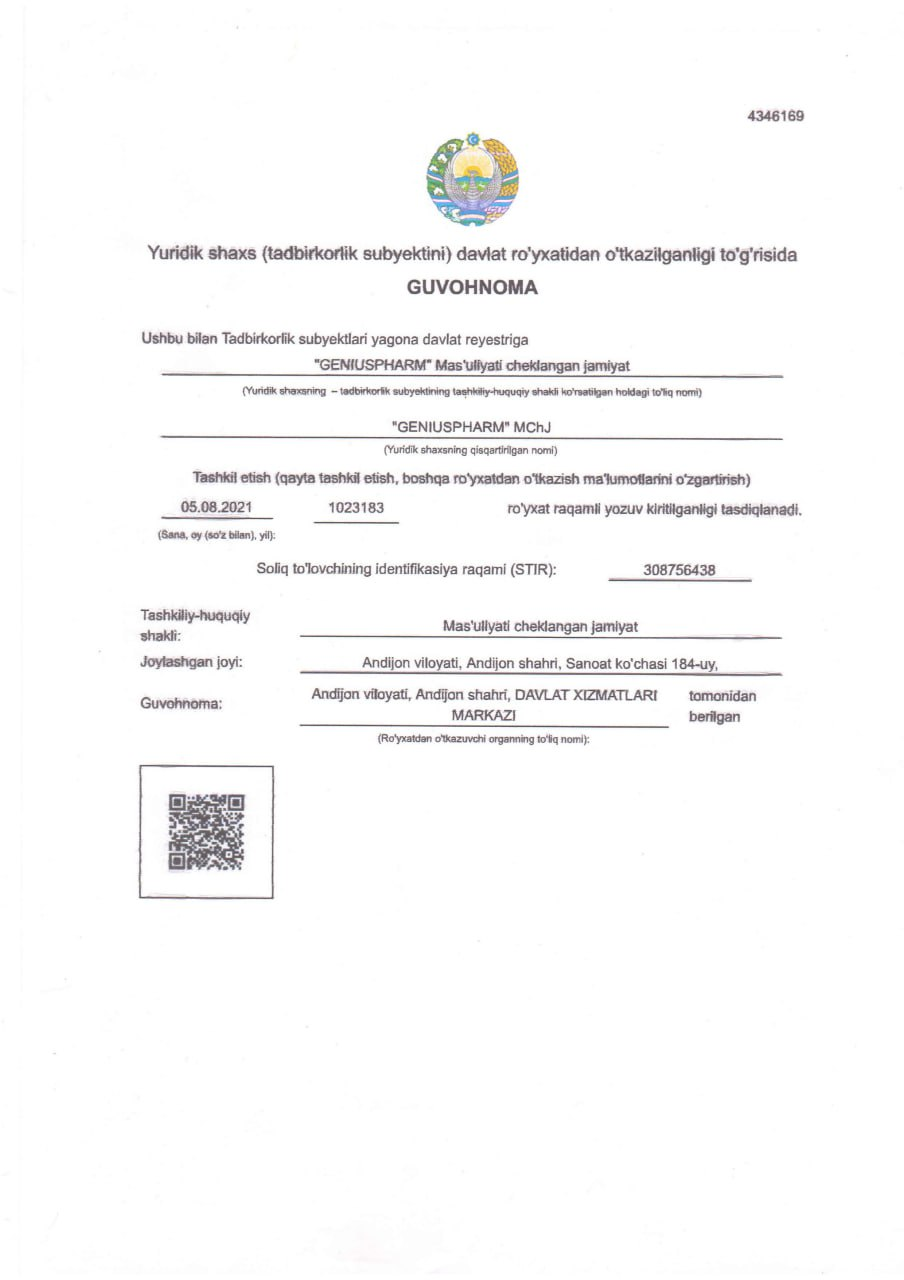 4346169
Yuridik shaxs (tadbirkorlik subyektini) davlat ro'yxatidan o'tkazilganligi to'g'risida
GUVOHNOMA
Ushbu bilan Tadbirkorlik subyektlari yagona davlat reyestriga
"GENIUSPHARM" Mas'uliyati cheklangan jamiyat
(Yuridik shaxsning – tadbirkorlik subyektining tashkiliy-huquqiy shakli ko'rsatilgan holdagi to'liq nomi)
"GENIUSPHARM" MChJ
(Yuridik shaxsning qisqartirilgan nomi)
Tashkil etish (qayta tashkil etish, boshqa ro'yxatdan o'tkazish ma'lumotlarini o'zgartirish)
05.08.2021 1023183 ro'yxat raqamli yozuv kiritilganligi tasdiqlanadi.
(Sana, oy (so'z bilan), yil):
Soliq to'lovchining identifikasiya raqami (STIR): 308756438
Tashkiliy-huquqiy
shakli: Mas'uliyati cheklangan jamiyat
Joylashgan joyi: Andijon viloyati, Andijon shahri, Sanoat ko'chasi 184-uy,
Guvohnoma: Andijon viloyati, Andijon shahri, DAVLAT XIZMATLARI tomonidan
MARKAZI berilgan
(Ro'yxatdan o'tkazuvchi organning to'liq nomi):